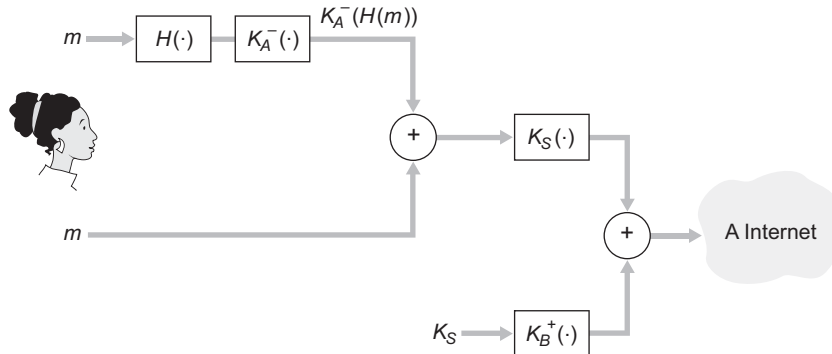 K_A^-(H(m))
m H(·) K_A^-(·)
+ K_S(·)
m
+ A Internet
K_S K_B^+(·)